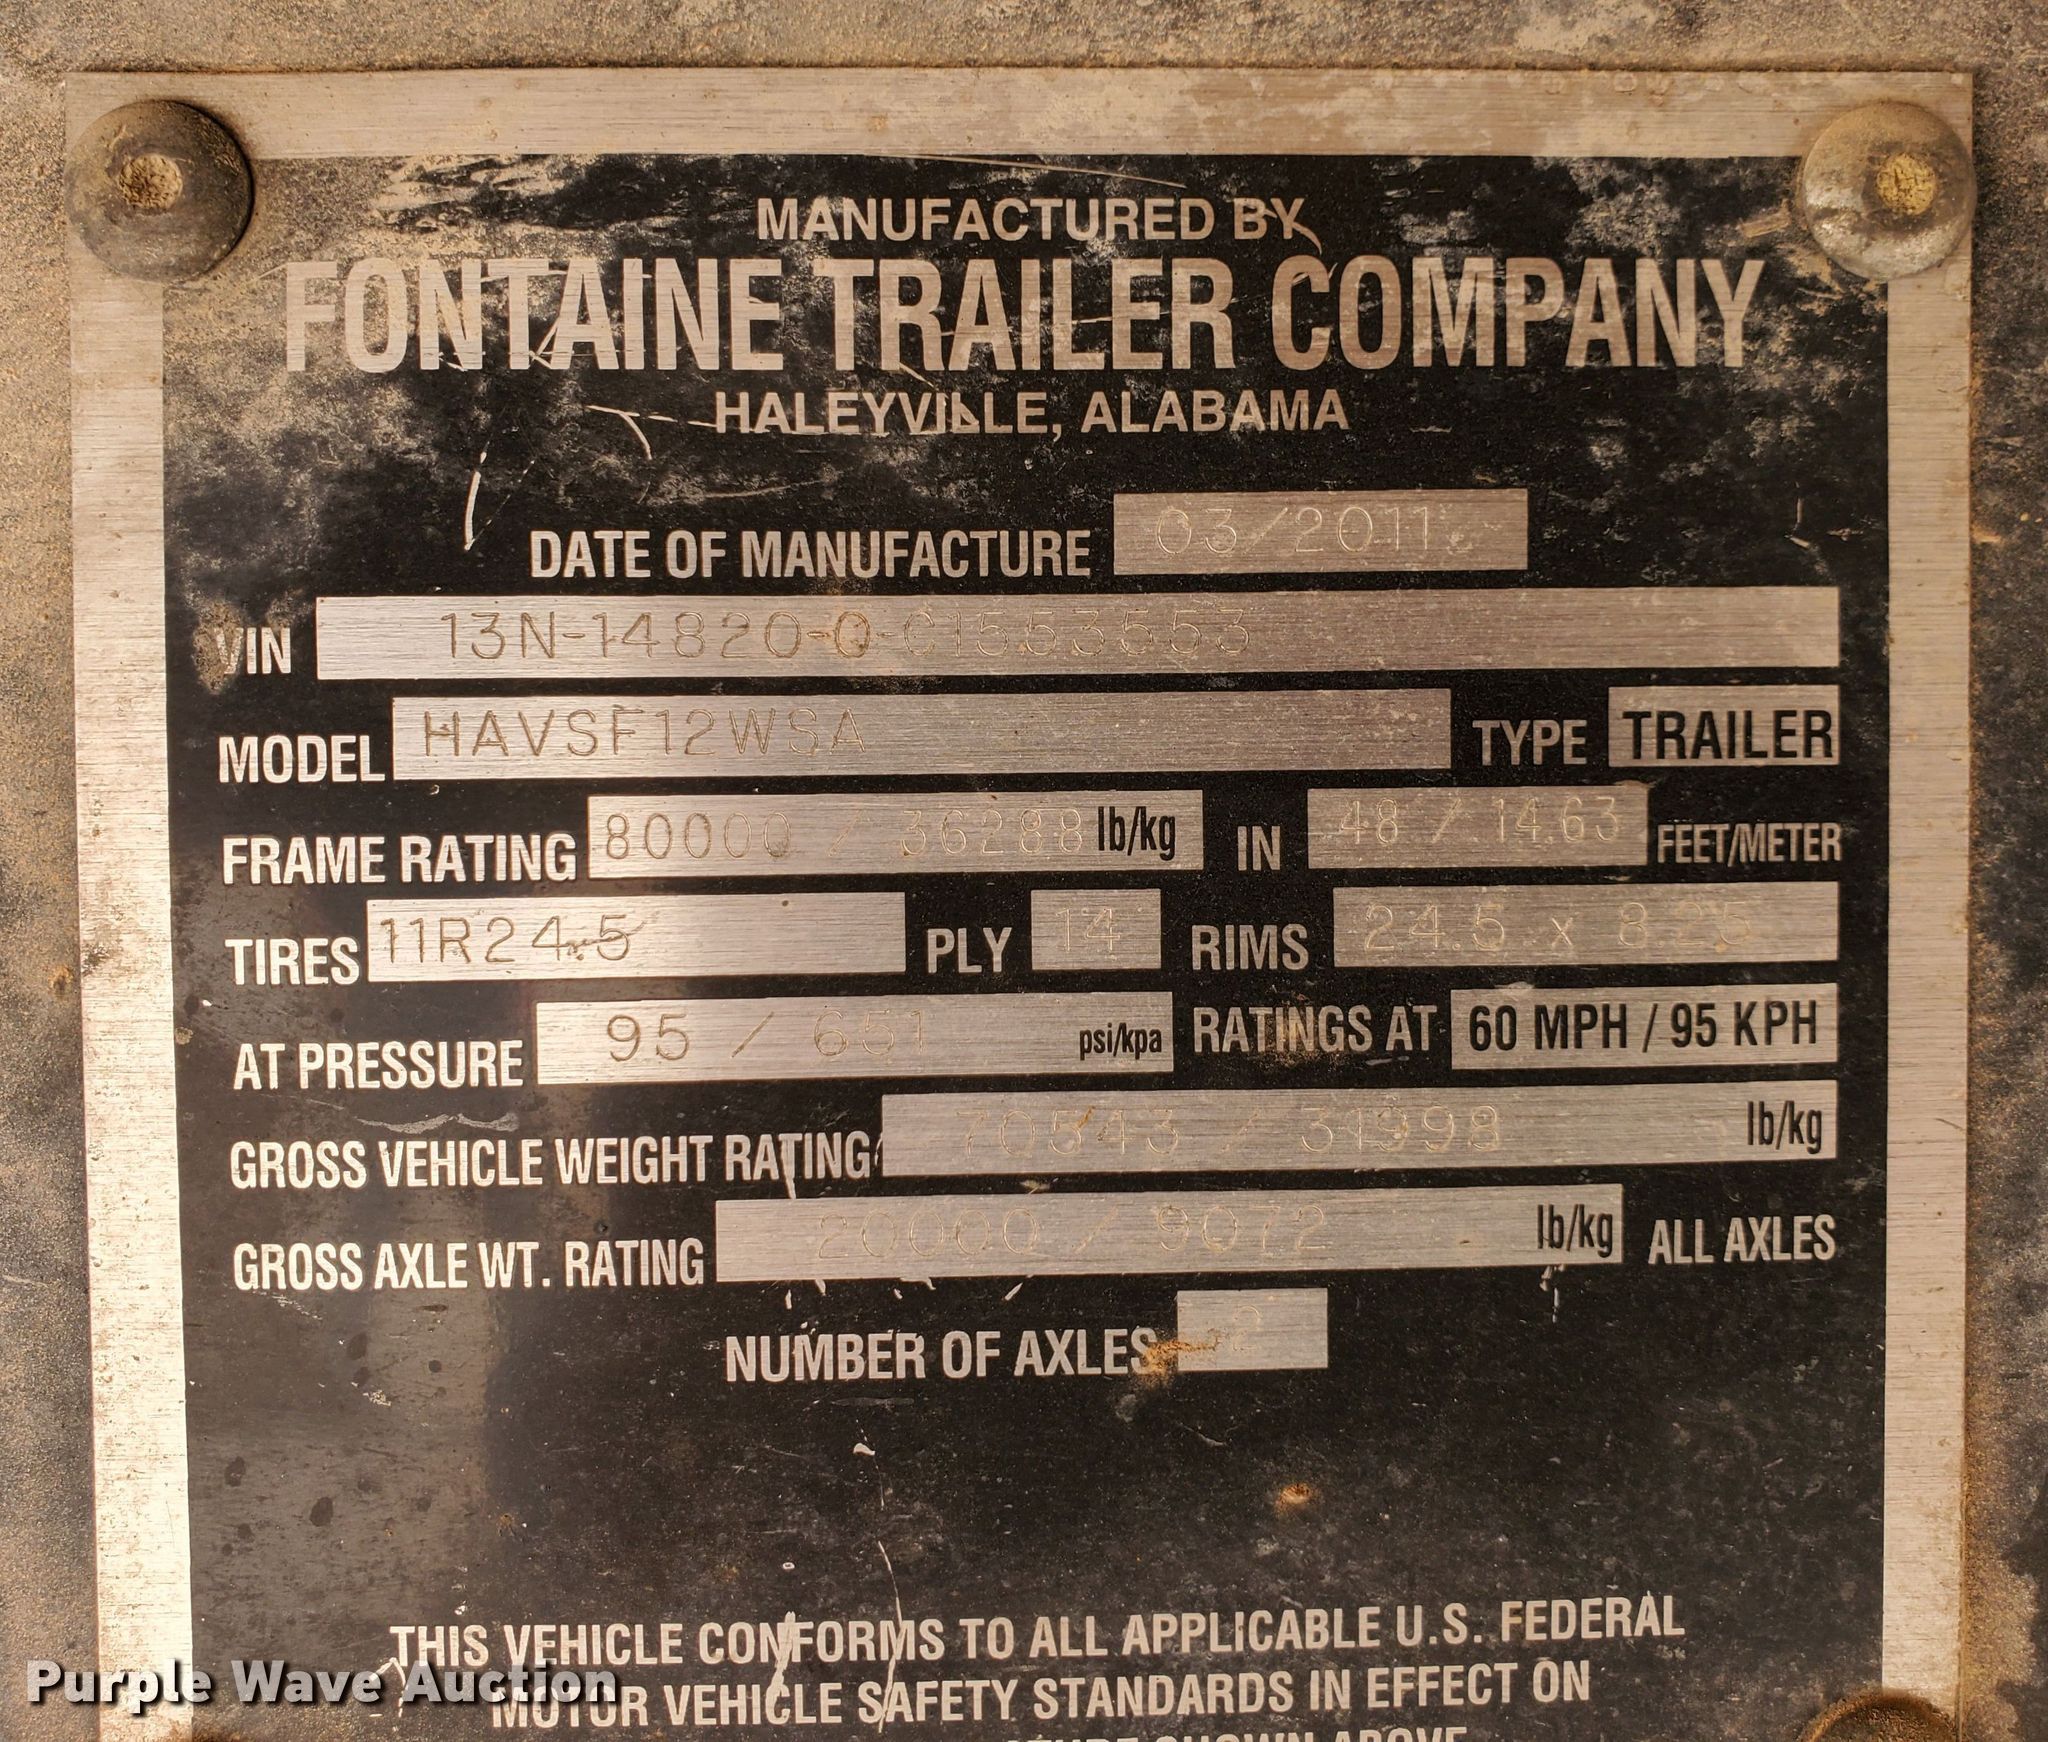 MANUFACTURED BY
FONTAINE TRAILER COMPANY
HALEYVILLE, ALABAMA
DATE OF MANUFACTURE 03/2011
VIN 13N-14820-0-C1553553
MODEL HAVSF12WSA TYPE TRAILER
FRAME RATING 80000 / 36288 lb/kg IN 48 / 14.63 FEET/METER
TIRES 11R24.5 PLY 14 RIMS 24.5 x 8.25
AT PRESSURE 95 / 651 psi/kpa RATINGS AT 60 MPH / 95 KPH
GROSS VEHICLE WEIGHT RATING 70543 / 31998 lb/kg
GROSS AXLE WT. RATING 20000 / 9072 lb/kg ALL AXLES
NUMBER OF AXLES 2
THIS VEHICLE CONFORMS TO ALL APPLICABLE U.S. FEDERAL
MOTOR VEHICLE SAFETY STANDARDS IN EFFECT ON
SHOWN ABOVE
Purple Wave Auction